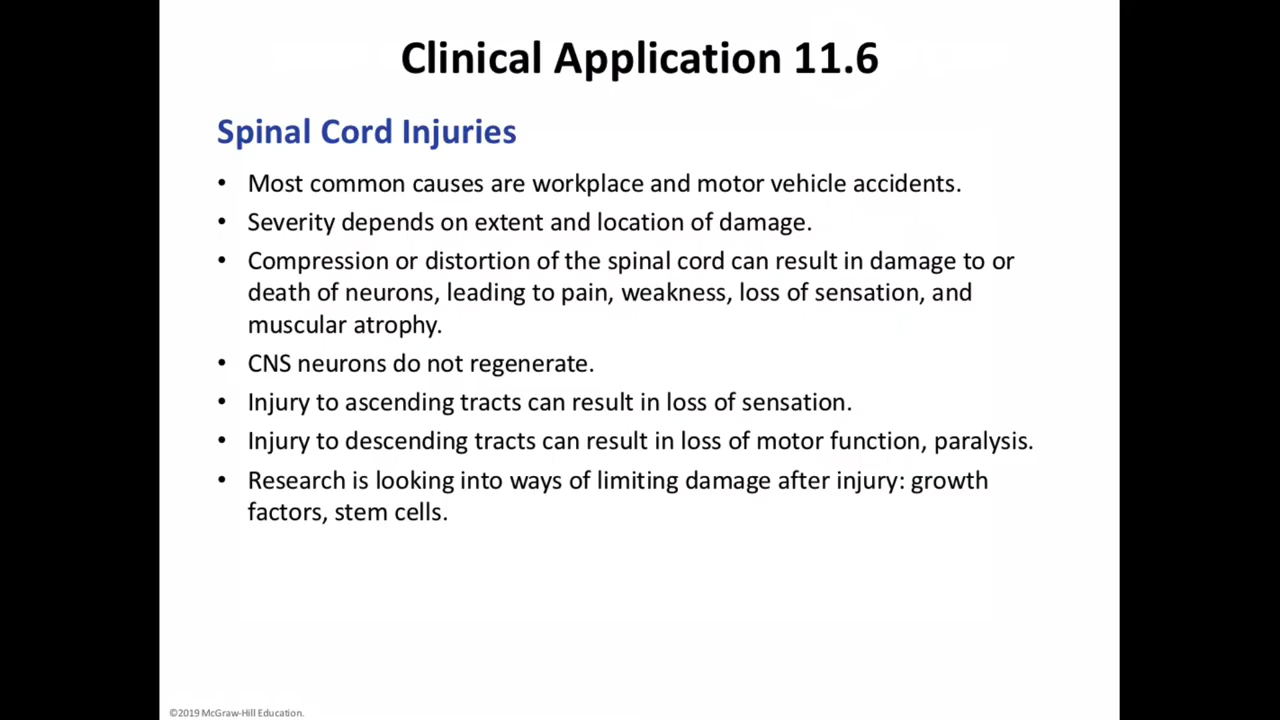 Clinical Application 11.6
Spinal Cord Injuries
• Most common causes are workplace and motor vehicle accidents.
• Severity depends on extent and location of damage.
• Compression or distortion of the spinal cord can result in damage to or
death of neurons, leading to pain, weakness, loss of sensation, and
muscular atrophy.
• CNS neurons do not regenerate.
• Injury to ascending tracts can result in loss of sensation.
• Injury to descending tracts can result in loss of motor function, paralysis.
• Research is looking into ways of limiting damage after injury: growth
factors, stem cells.
©2019 McGraw-Hill Education.